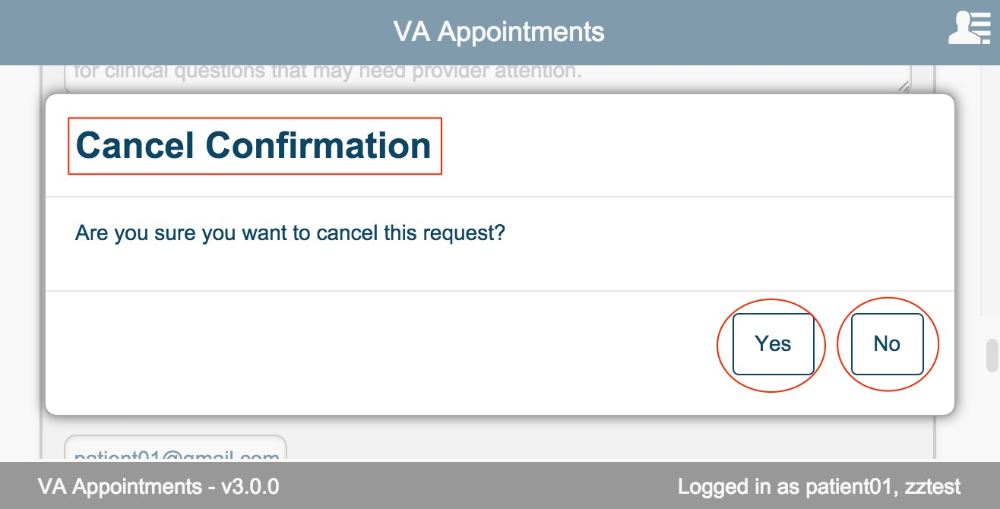 VA Appointments
for clinical questions that may need provider attention.
Cancel Confirmation
Are you sure you want to cancel this request?
Yes
No
patient01@gmail.com
VA Appointments - v3.0.0
Logged in as patient01, zztest